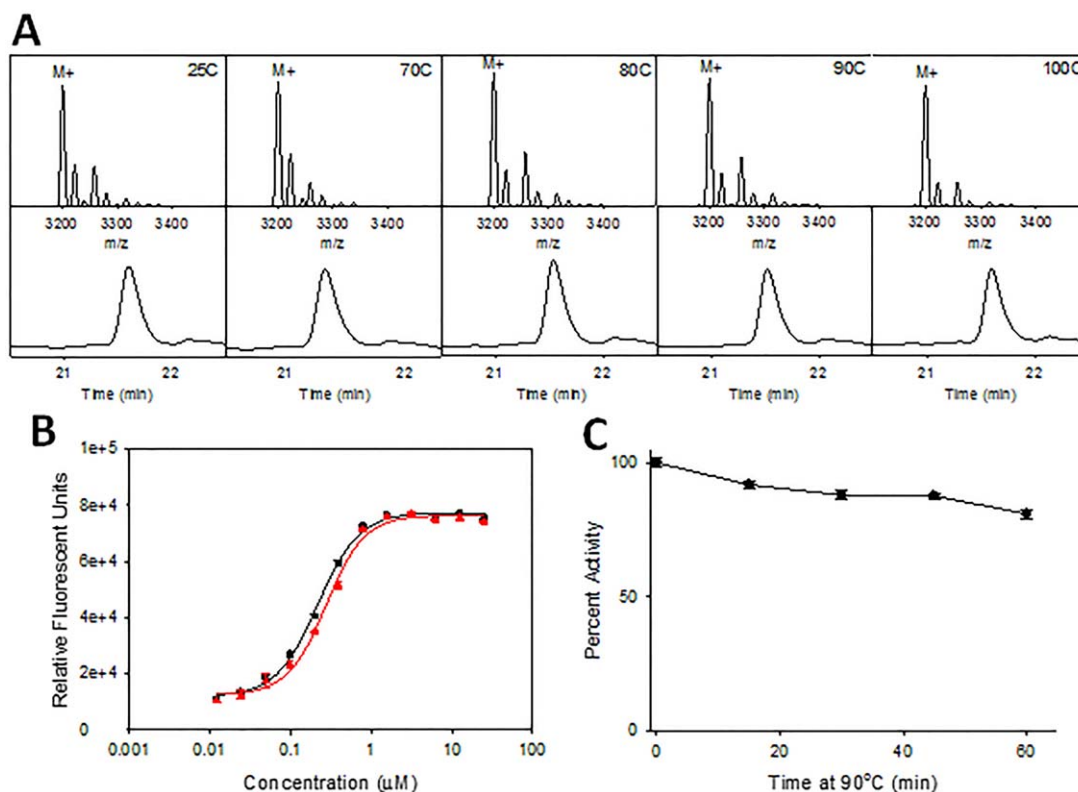 A
M+ 25C M+ 70C M+ 80C M+ 90C M+ 100C
3200 3300 3400 3200 3300 3400 3200 3300 3400 3200 3300 3400 3200 3300 3400
m/z m/z m/z m/z m/z
21 22 21 22 21 22 21 22 21 22
Time (min) Time (min) Time (min) Time (min) Time (min)
B
Relative Fluorescent Units
1e+5
8e+4
6e+4
4e+4
2e+4
0
0.001 0.01 0.1 1 10 100
Concentration (µM)
C
Percent Activity
100
50
0
0 20 40 60
Time at 90°C (min)